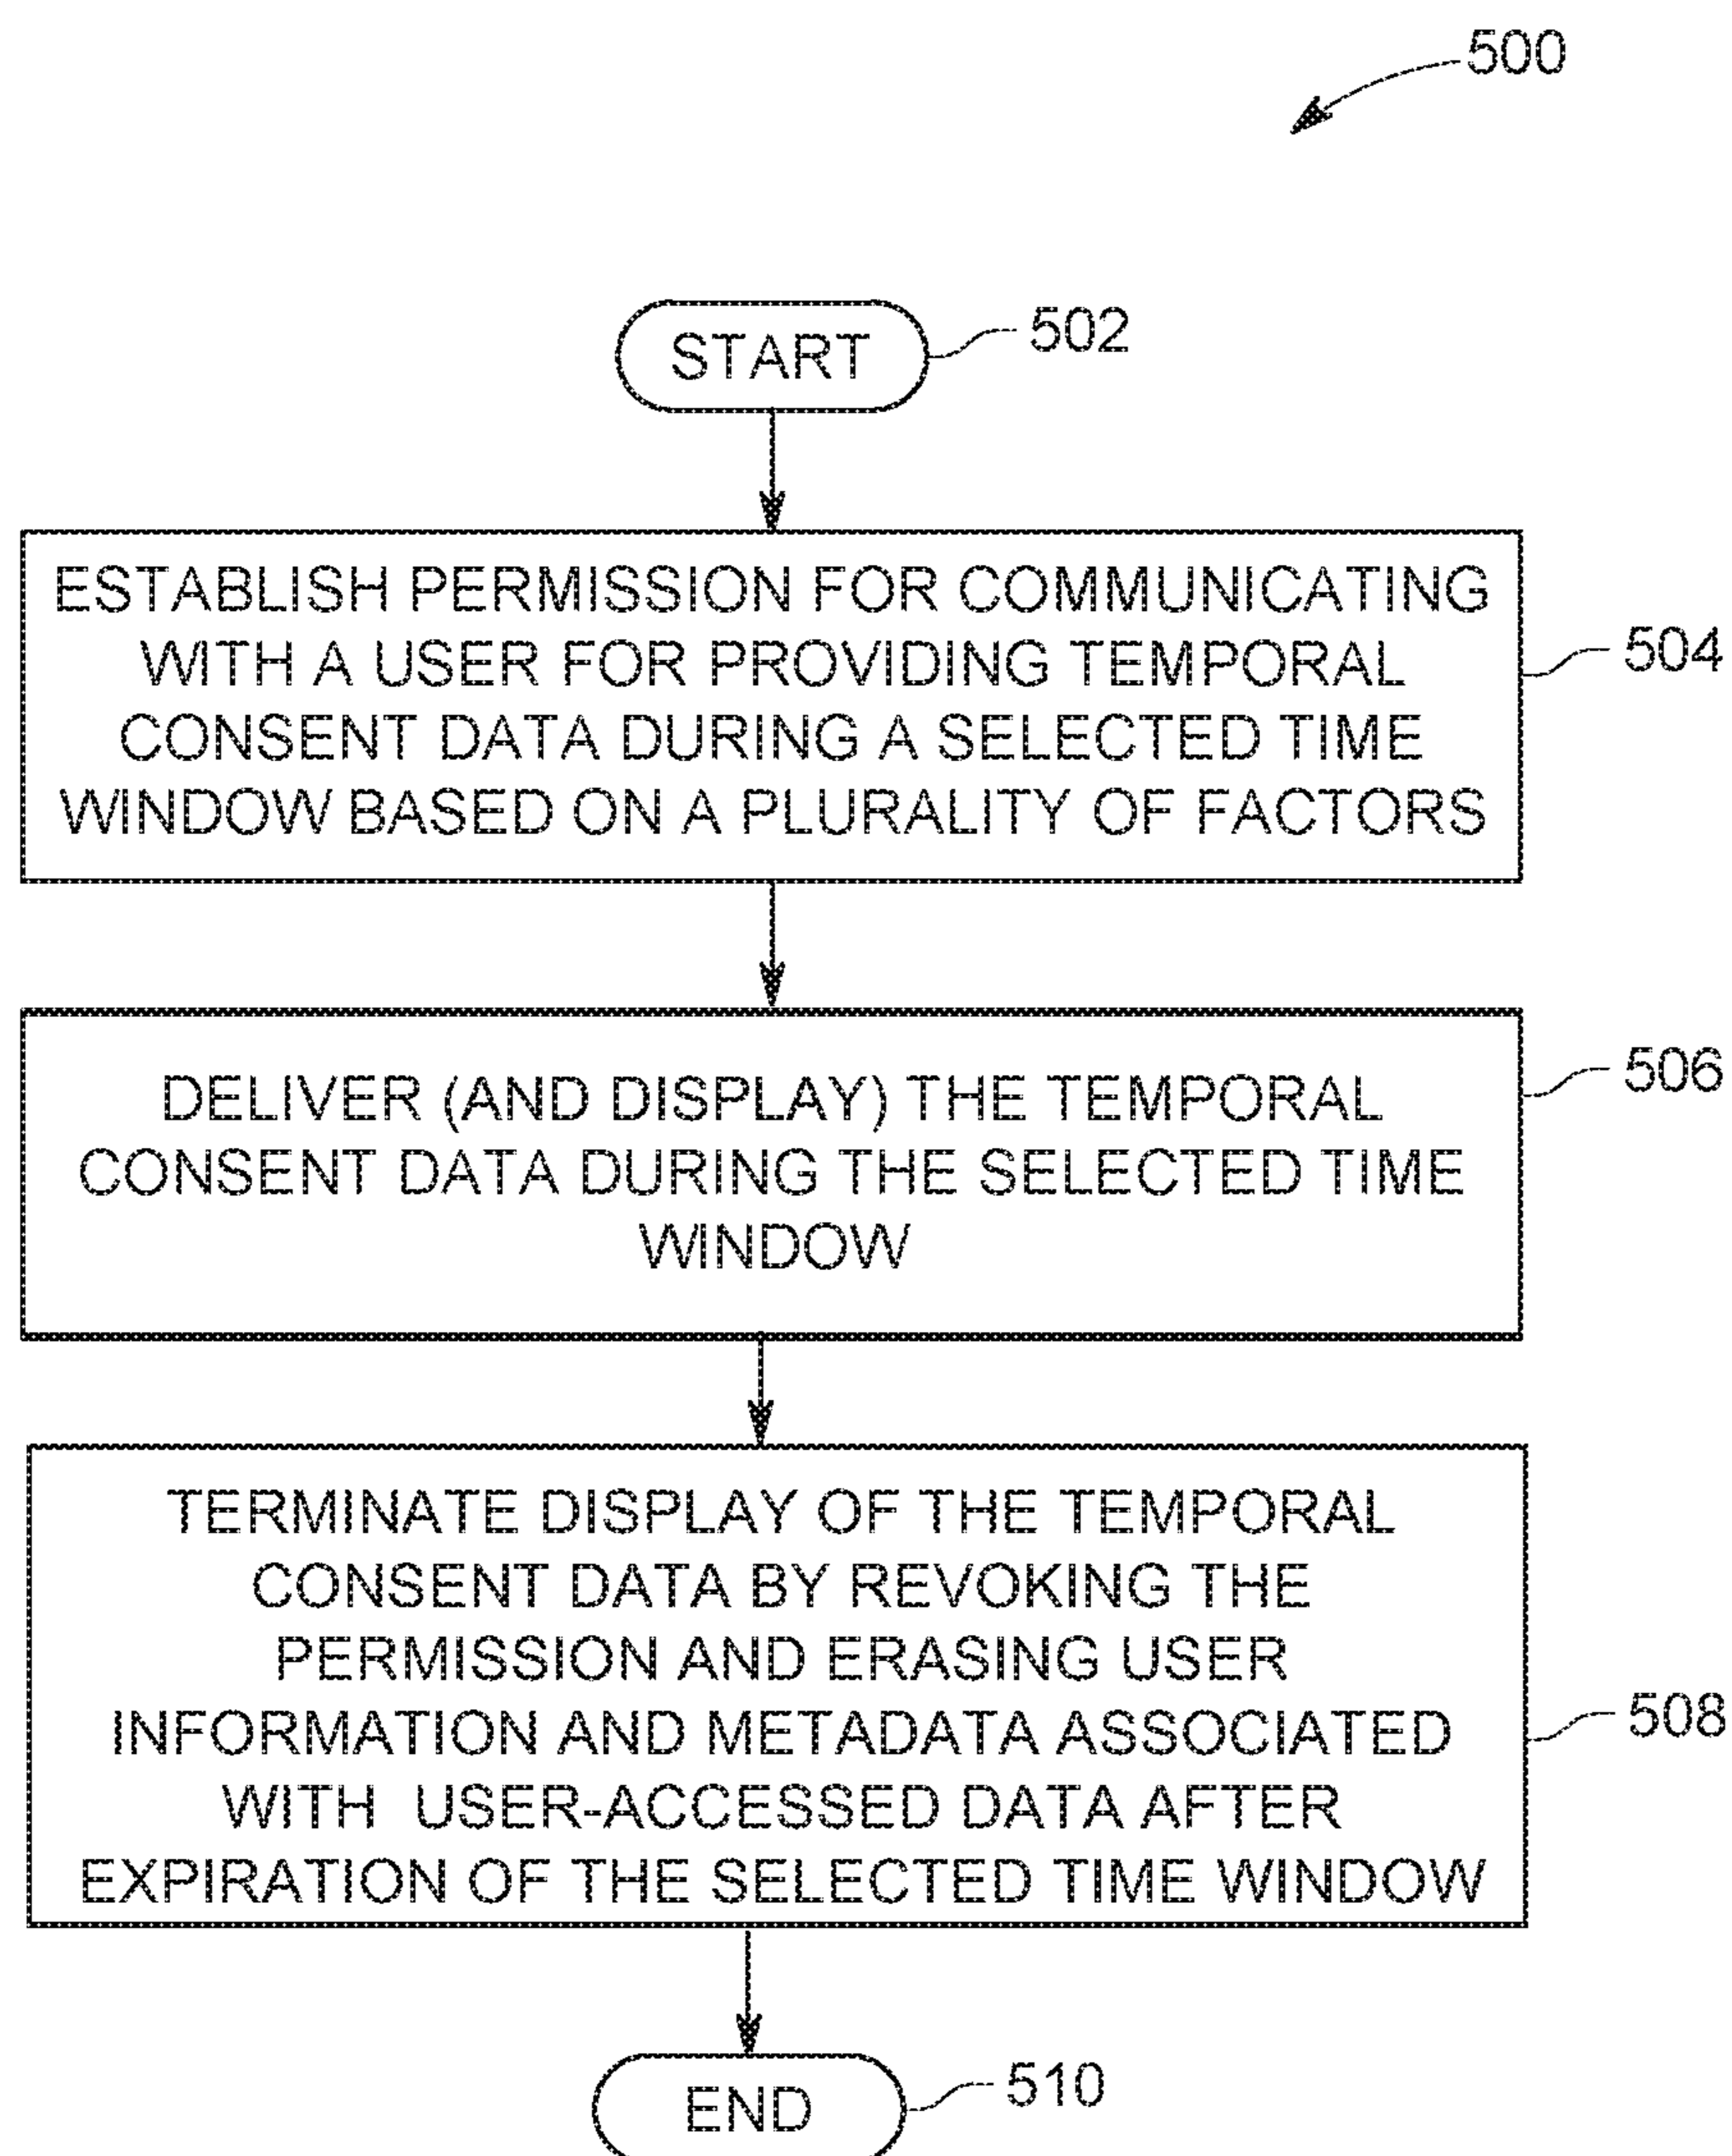 500
START
502
ESTABLISH PERMISSION FOR COMMUNICATING
WITH A USER FOR PROVIDING TEMPORAL
CONSENT DATA DURING A SELECTED TIME
WINDOW BASED ON A PLURALITY OF FACTORS
504
DELIVER (AND DISPLAY) THE TEMPORAL
CONSENT DATA DURING THE SELECTED TIME
WINDOW
506
TERMINATE DISPLAY OF THE TEMPORAL
CONSENT DATA BY REVOKING THE
PERMISSION AND ERASING USER
INFORMATION AND METADATA ASSOCIATED
WITH USER-ACCESSED DATA AFTER
EXPIRATION OF THE SELECTED TIME WINDOW
508
END
510